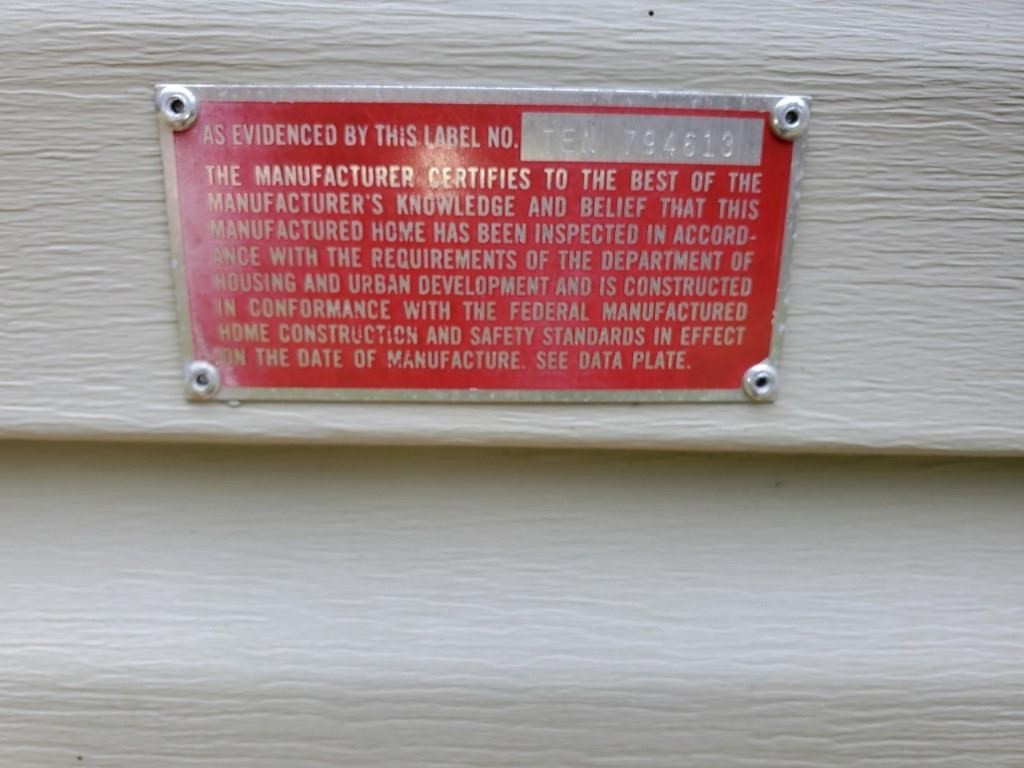 AS EVIDENCED BY THIS LABEL NO. TEN 794613
THE MANUFACTURER CERTIFIES TO THE BEST OF THE
MANUFACTURER'S KNOWLEDGE AND BELIEF THAT THIS
MANUFACTURED HOME HAS BEEN INSPECTED IN ACCORD-
ANCE WITH THE REQUIREMENTS OF THE DEPARTMENT OF
HOUSING AND URBAN DEVELOPMENT AND IS CONSTRUCTED
IN CONFORMANCE WITH THE FEDERAL MANUFACTURED
HOME CONSTRUCTION AND SAFETY STANDARDS IN EFFECT
ON THE DATE OF MANUFACTURE. SEE DATA PLATE.